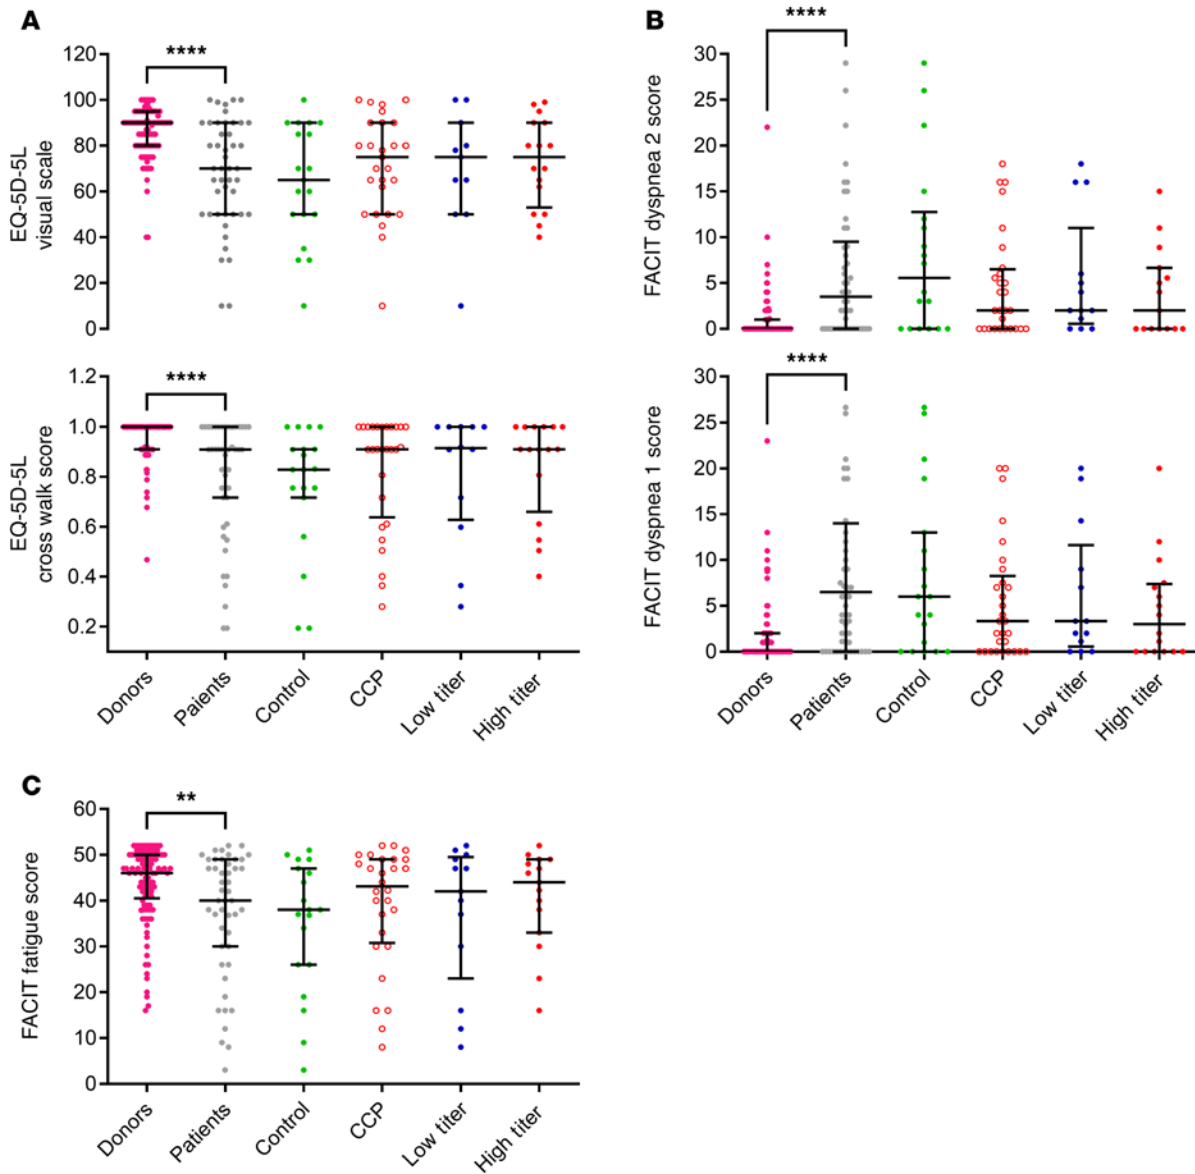 A
EQ-5D-5L
visual scale
120
100
80
60
40
20
0
****
EQ-5D-5L
cross walk score
1.2
1.0
0.8
0.6
0.4
0.2
****
Donors
Patients
Control
CCP
Low titer
High titer
B
FACIT dyspnea 2 score
30
25
20
15
10
5
0
****
FACIT dyspnea 1 score
30
25
20
15
10
5
0
****
Donors
Patients
Control
CCP
Low titer
High titer
C
FACIT fatigue score
60
50
40
30
20
10
0
**
Donors
Patients
Control
CCP
Low titer
High titer